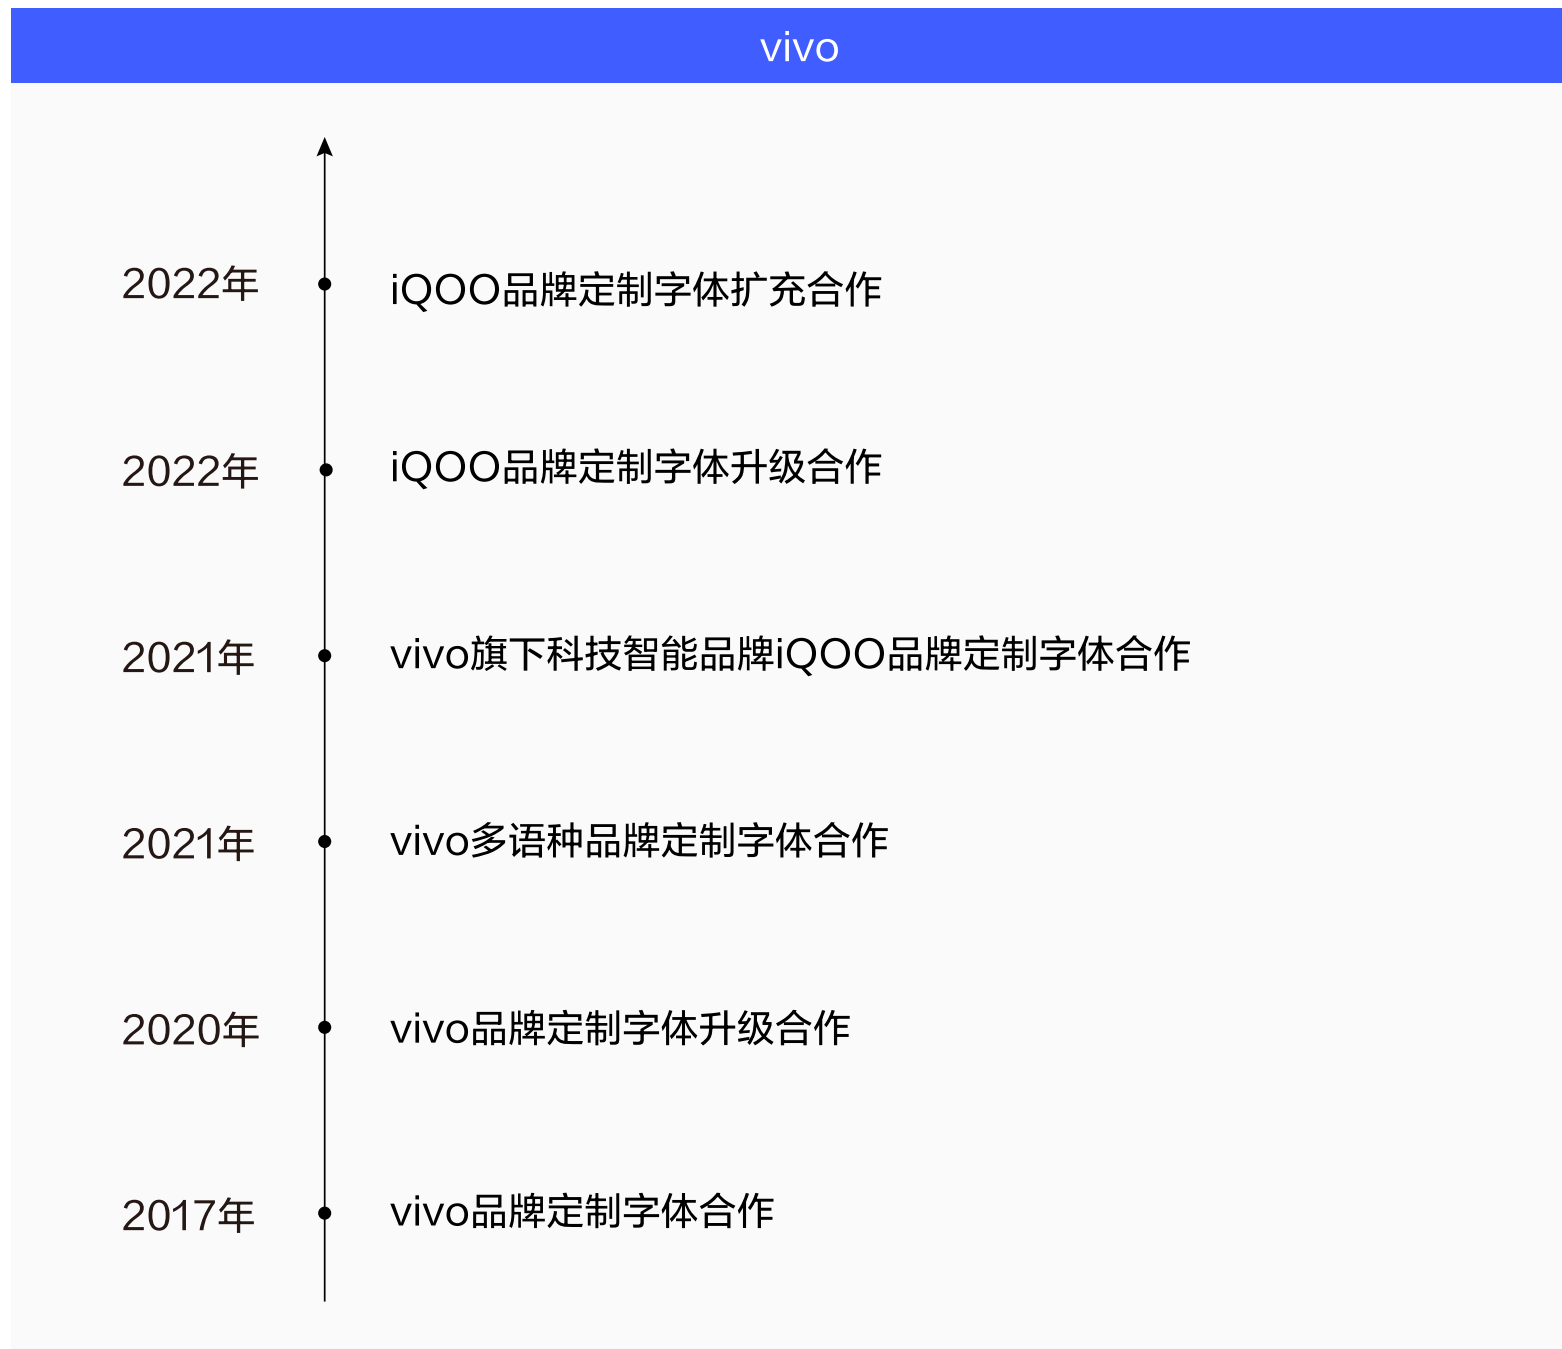 vivo
2022年 iQOO品牌定制字体扩充合作
2022年 iQOO品牌定制字体升级合作
2021年 vivo旗下科技智能品牌iQOO品牌定制字体合作
2021年 vivo多语种品牌定制字体合作
2020年 vivo品牌定制字体升级合作
2017年 vivo品牌定制字体合作